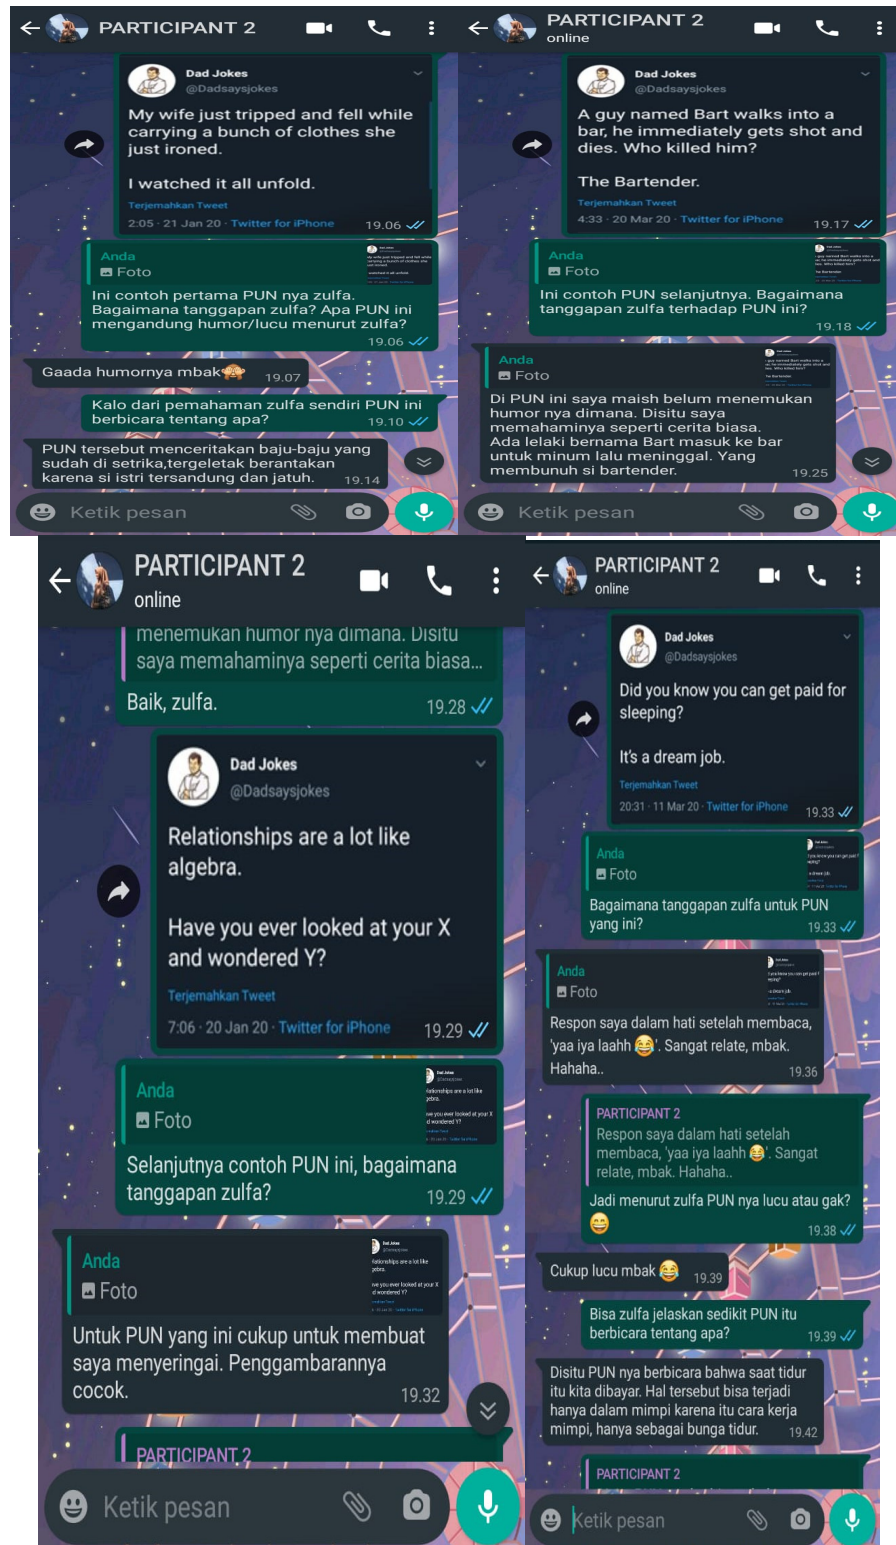 PARTICIPANT 2
Dad Jokes
@Dadsaysjokes
My wife just tripped and fell while
carrying a bunch of clothes she
just ironed.
I watched it all unfold.
Terjemahkan Tweet
2:05 · 21 Jan 20 · Twitter for iPhone
19.06
Anda
Foto
Ini contoh pertama PUN nya zulfa.
Bagaimana tanggapan zulfa? Apa PUN ini
mengandung humor/lucu menurut zulfa?
19.06
Gaada humornya mbak🙈
19.07
Kalo dari pemahaman zulfa sendiri PUN ini
berbicara tentang apa?
19.10
PUN tersebut menceritakan baju-baju yang
sudah di setrika,tergeletak berantakan
karena si istri tersandung dan jatuh.
19.14
Ketik pesan
PARTICIPANT 2
online
Dad Jokes
@Dadsaysjokes
A guy named Bart walks into a
bar, he immediately gets shot and
dies. Who killed him?
The Bartender.
Terjemahkan Tweet
4:33 · 20 Mar 20 · Twitter for iPhone
19.17
Anda
Foto
Ini contoh PUN selanjutnya. Bagaimana
tanggapan zulfa terhadap PUN ini?
19.18
Anda
Foto
Di PUN ini saya maish belum menemukan
humor nya dimana. Disitu saya
memahaminya seperti cerita biasa.
Ada lelaki bernama Bart masuk ke bar
untuk minum lalu meninggal. Yang
membunuh si bartender.
19.25
Ketik pesan
PARTICIPANT 2
online
menemukan humor nya dimana. Disitu
saya memahaminya seperti cerita biasa...
Baik, zulfa.
19.28
Dad Jokes
@Dadsaysjokes
Relationships are a lot like
algebra.
Have you ever looked at your X
and wondered Y?
Terjemahkan Tweet
7:06 · 20 Jan 20 · Twitter for iPhone
19.29
Anda
Foto
Selanjutnya contoh PUN ini, bagaimana
tanggapan zulfa?
19.29
Anda
Foto
Untuk PUN yang ini cukup untuk membuat
saya menyeringai. Penggambarannya
cocok.
19.32
PARTICIPANT 2
Ketik pesan
PARTICIPANT 2
online
Dad Jokes
@Dadsaysjokes
Did you know you can get paid for
sleeping?
It's a dream job.
Terjemahkan Tweet
20:31 · 11 Mar 20 · Twitter for iPhone
19.33
Anda
Foto
Bagaimana tanggapan zulfa untuk PUN
yang ini?
19.33
Anda
Foto
Respon saya dalam hati setelah membaca,
'yaa iya laahh 😂'. Sangat relate, mbak.
Hahaha..
19.36
PARTICIPANT 2
Respon saya dalam hati setelah
membaca, 'yaa iya laahh 😂'. Sangat
relate, mbak. Hahaha..
Jadi menurut zulfa PUN nya lucu atau gak?
😄
19.38
Cukup lucu mbak 😂
19.39
Bisa zulfa jelaskan sedikit PUN itu
berbicara tentang apa?
19.39
Disitu PUN nya berbicara bahwa saat tidur
itu kita dibayar. Hal tersebut bisa terjadi
hanya dalam mimpi karena itu cara kerja
mimpi, hanya sebagai bunga tidur.
19.42
PARTICIPANT 2
Ketik pesan